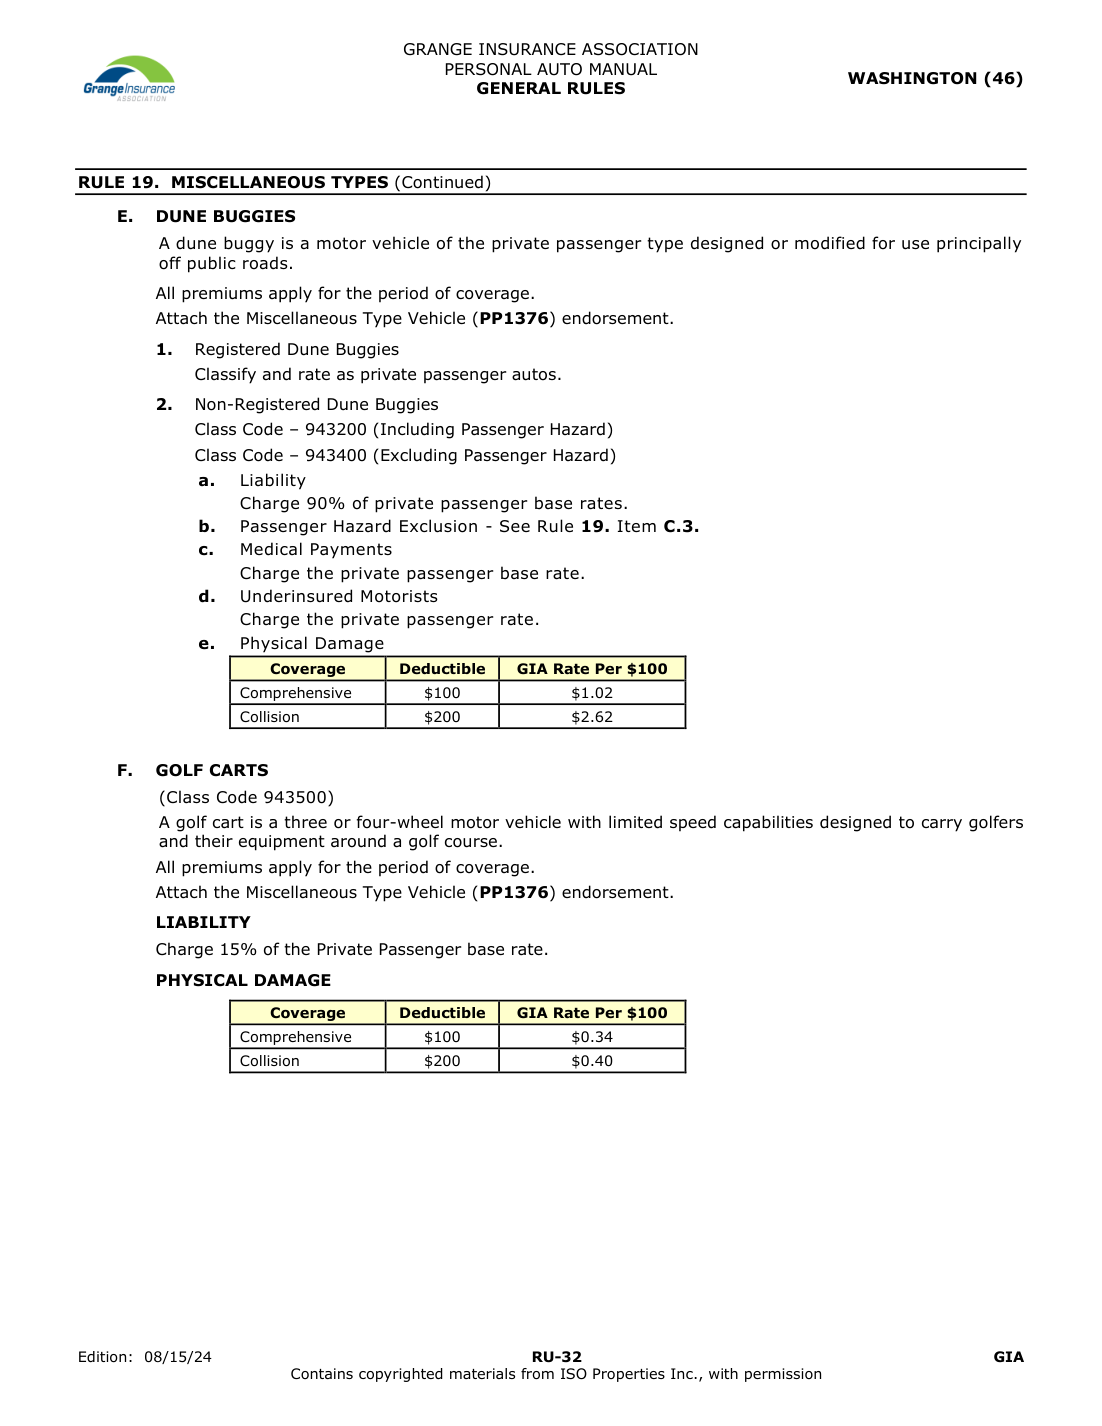 GRANGE INSURANCE ASSOCIATION
PERSONAL AUTO MANUAL
GENERAL RULES
WASHINGTON (46)
GrangeInsurance
ASSOCIATION
RULE 19. MISCELLANEOUS TYPES (Continued)
E. DUNE BUGGIES
A dune buggy is a motor vehicle of the private passenger type designed or modified for use principally
off public roads.
All premiums apply for the period of coverage.
Attach the Miscellaneous Type Vehicle (PP1376) endorsement.
1. Registered Dune Buggies
Classify and rate as private passenger autos.
2. Non-Registered Dune Buggies
Class Code – 943200 (Including Passenger Hazard)
Class Code – 943400 (Excluding Passenger Hazard)
a. Liability
Charge 90% of private passenger base rates.
b. Passenger Hazard Exclusion - See Rule 19. Item C.3.
c. Medical Payments
Charge the private passenger base rate.
d. Underinsured Motorists
Charge the private passenger rate.
e. Physical Damage
Coverage Deductible GIA Rate Per $100
Comprehensive $100 $1.02
Collision $200 $2.62
F. GOLF CARTS
(Class Code 943500)
A golf cart is a three or four-wheel motor vehicle with limited speed capabilities designed to carry golfers
and their equipment around a golf course.
All premiums apply for the period of coverage.
Attach the Miscellaneous Type Vehicle (PP1376) endorsement.
LIABILITY
Charge 15% of the Private Passenger base rate.
PHYSICAL DAMAGE
Coverage Deductible GIA Rate Per $100
Comprehensive $100 $0.34
Collision $200 $0.40
Edition: 08/15/24 RU-32 GIA
Contains copyrighted materials from ISO Properties Inc., with permission